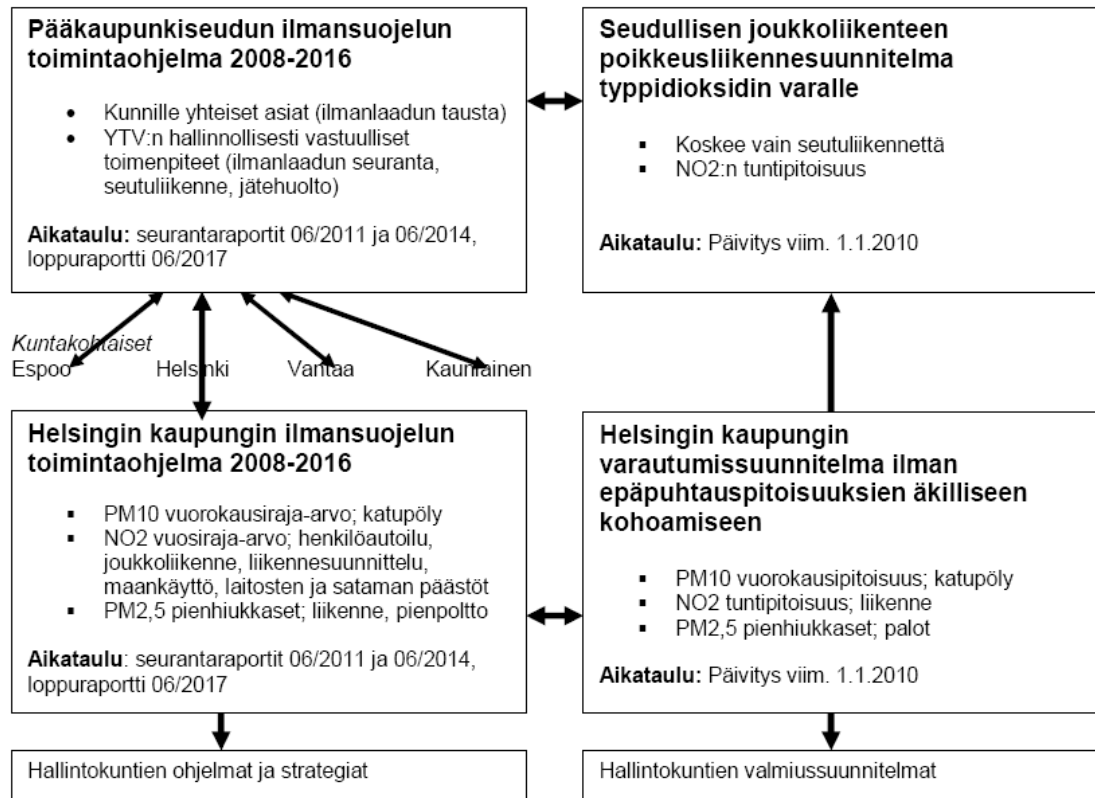 Pääkaupunkiseudun ilmansuojelun
toimintaohjelma 2008-2016
• Kunnille yhteiset asiat (ilmanlaadun tausta)
• YTV:n hallinnollisesti vastuulliset
toimenpiteet (ilmanlaadun seuranta,
seutuliikenne, jätehuolto)
Aikataulu: seurantaraportit 06/2011 ja 06/2014,
loppuraportti 06/2017
Seudullisen joukkoliikenteen
poikkeusliikennesuunnitelma
typpidioksidin varalle
▪ Koskee vain seutuliikennettä
▪ NO2:n tuntipitoisuus
Aikataulu: Päivitys viim. 1.1.2010
Kuntakohtaiset
Espoo Helsinki Vantaa Kauniainen
Helsingin kaupungin ilmansuojelun
toimintaohjelma 2008-2016
▪ PM10 vuorokausiraja-arvo; katupöly
▪ NO2 vuosiraja-arvo; henkilöautoilu,
joukkoliikenne, liikennesuunnittelu,
maankäyttö, laitosten ja sataman päästöt
▪ PM2,5 pienhiukkaset; liikenne, pienpoltto
Aikataulu: seurantaraportit 06/2011 ja 06/2014,
loppuraportti 06/2017
Helsingin kaupungin
varautumissuunnitelma ilman
epäpuhtauspitoisuuksien äkilliseen
kohoamiseen
▪ PM10 vuorokausipitoisuus; katupöly
▪ NO2 tuntipitoisuus; liikenne
▪ PM2,5 pienhiukkaset; palot
Aikataulu: Päivitys viim. 1.1.2010
Hallintokuntien ohjelmat ja strategiat
Hallintokuntien valmiussuunnitelmat